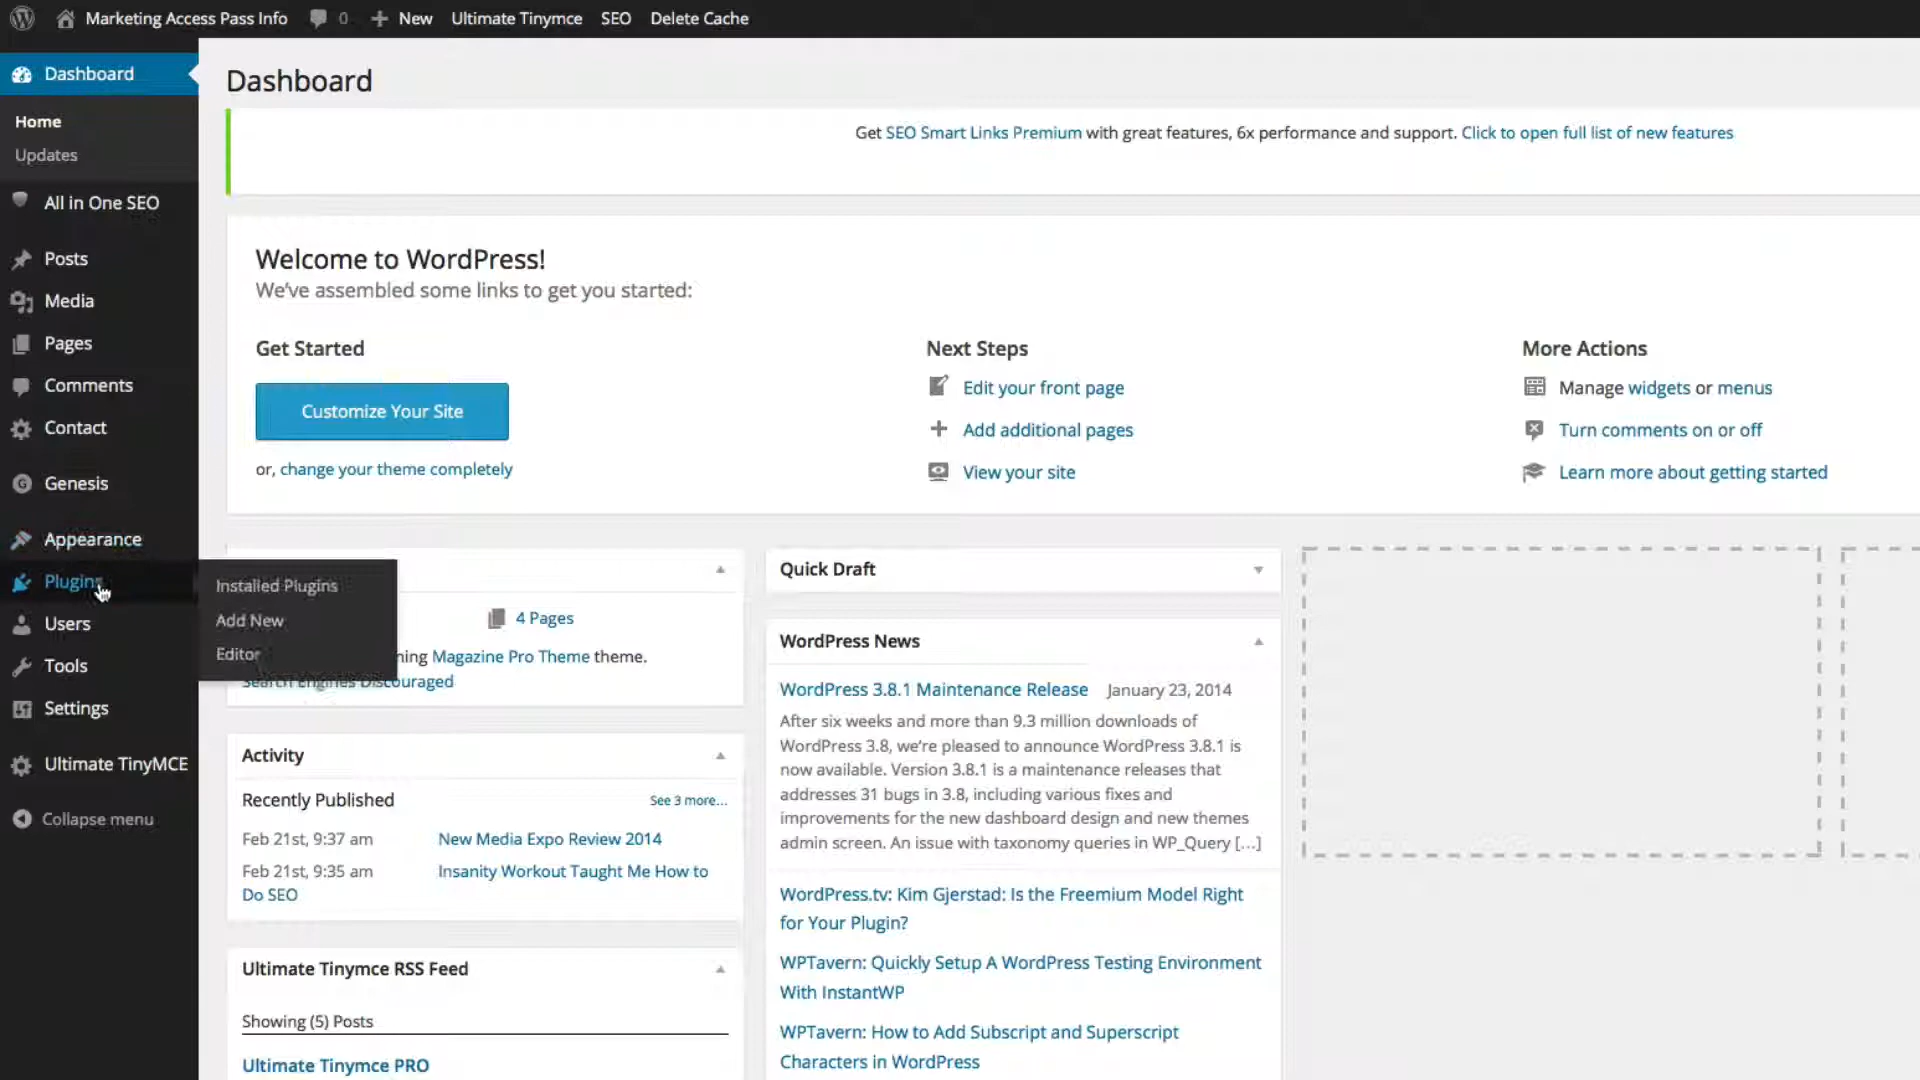 Marketing Access Pass Info 0 New Ultimate Tinymce SEO Delete Cache
Dashboard
Home
Updates
All in One SEO
Posts
Media
Pages
Comments
Contact
Genesis
Appearance
Plugins
Users
Tools
Settings
Ultimate TinyMCE
Collapse menu
Installed Plugins
Add New
Editor
Dashboard
Get SEO Smart Links Premium with great features, 6x performance and support. Click to open full list of new features
Welcome to WordPress!
We've assembled some links to get you started:
Get Started
Customize Your Site
or, change your theme completely
Next Steps
Edit your front page
Add additional pages
View your site
More Actions
Manage widgets or menus
Turn comments on or off
Learn more about getting started
4 Pages
Magazine Pro Theme theme.
Search Engines Discouraged
Activity
Recently Published See 3 more...
Feb 21st, 9:37 am New Media Expo Review 2014
Feb 21st, 9:35 am Insanity Workout Taught Me How to
Do SEO
Ultimate Tinymce RSS Feed
Showing (5) Posts
Ultimate Tinymce PRO
Quick Draft
WordPress News
WordPress 3.8.1 Maintenance Release January 23, 2014
After six weeks and more than 9.3 million downloads of
WordPress 3.8, we're pleased to announce WordPress 3.8.1 is
now available. Version 3.8.1 is a maintenance releases that
addresses 31 bugs in 3.8, including various fixes and
improvements for the new dashboard design and new themes
admin screen. An issue with taxonomy queries in WP_Query [...]
WordPress.tv: Kim Gjerstad: Is the Freemium Model Right
for Your Plugin?
WPTavern: Quickly Setup A WordPress Testing Environment
With InstantWP
WPTavern: How to Add Subscript and Superscript
Characters in WordPress